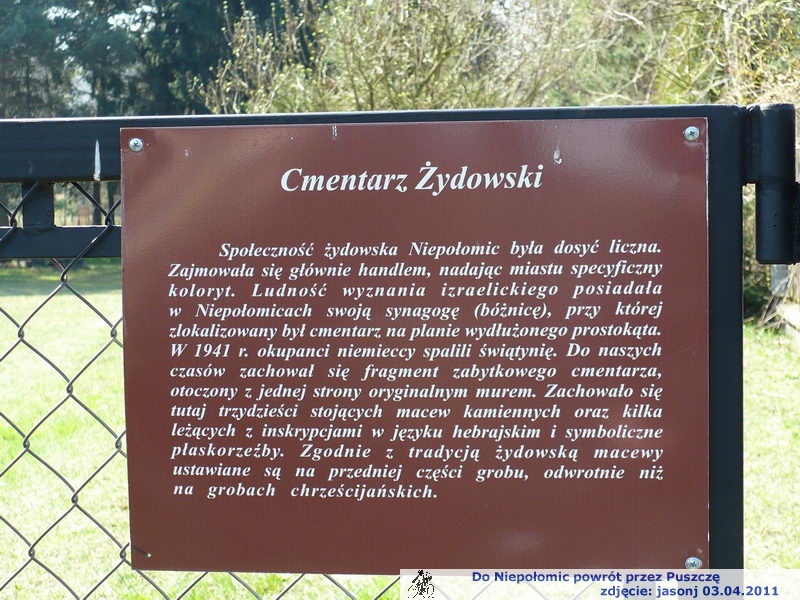 Cmentarz Żydowski
Społeczność żydowska Niepołomic była dosyć liczna.
Zajmowała się głównie handlem, nadając miastu specyficzny
koloryt. Ludność wyznania izraelickiego posiadała
w Niepołomicach swoją synagogę (bóżnicę), przy której
zlokalizowany był cmentarz na planie wydłużonego prostokąta.
W 1941 r. okupanci niemieccy spalili świątynię. Do naszych
czasów zachował się fragment zabytkowego cmentarza,
otoczony z jednej strony oryginalnym murem. Zachowało się
tutaj trzydzieści stojących macew kamiennych oraz kilka
leżących z inskrypcjami w języku hebrajskim i symboliczne
płaskorzeźby. Zgodnie z tradycją żydowską macewy
ustawiane są na przedniej części grobu, odwrotnie niż
na grobach chrześcijańskich.
Do Niepołomic powrót przez Puszczę
zdjęcie: jasonj 03.04.2011